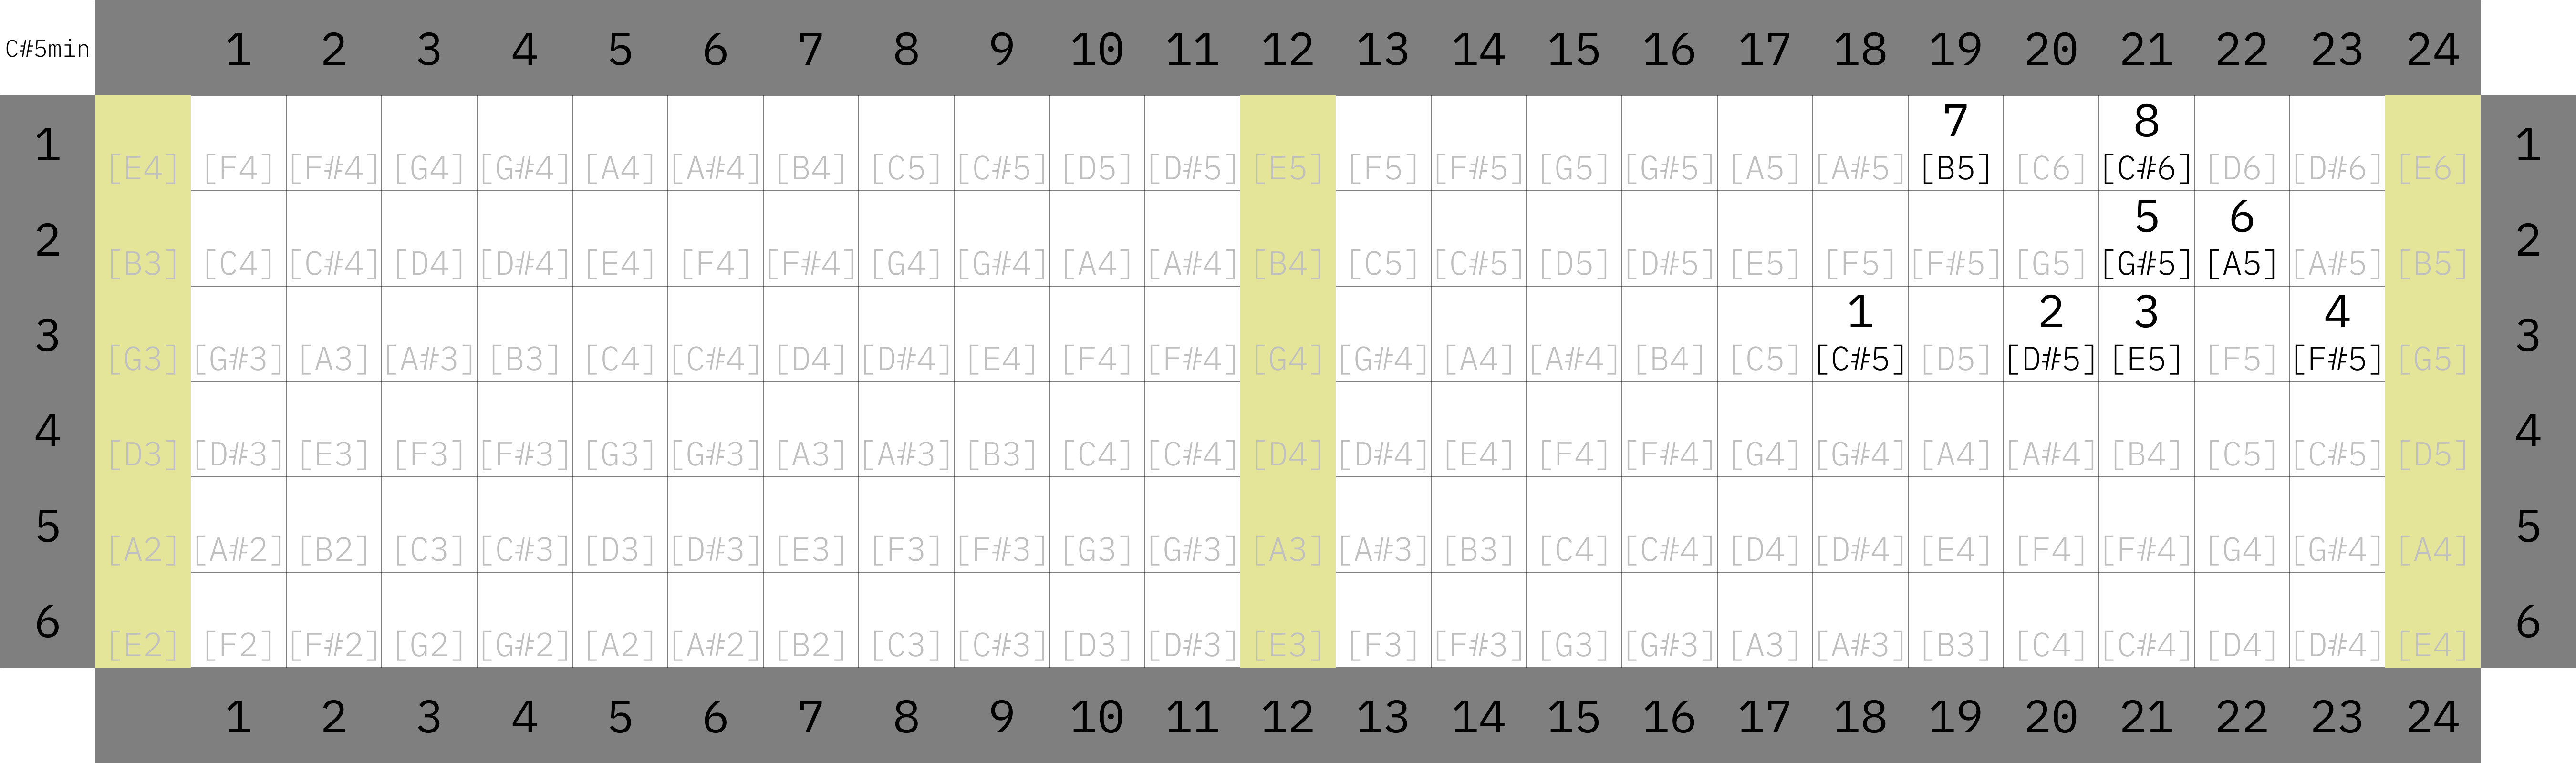 C#5min 1 2 3 4 5 6 7 8 9 10 11 12 13 14 15 16 17 18 19 20 21 22 23 24
7 8
1 [E4] [F4] [F#4] [G4] [G#4] [A4] [A#4] [B4] [C5] [C#5] [D5] [D#5] [E5] [F5] [F#5] [G5] [G#5] [A5] [A#5] [B5] [C6] [C#6] [D6] [D#6] [E6] 1
5 6
2 [B3] [C4] [C#4] [D4] [D#4] [E4] [F4] [F#4] [G4] [G#4] [A4] [A#4] [B4] [C5] [C#5] [D5] [D#5] [E5] [F5] [F#5] [G5] [G#5] [A5] [A#5] [B5] 2
1 2 3 4
3 [G3] [G#3] [A3] [A#3] [B3] [C4] [C#4] [D4] [D#4] [E4] [F4] [F#4] [G4] [G#4] [A4] [A#4] [B4] [C5] [C#5] [D5] [D#5] [E5] [F5] [F#5] [G5] 3
4 [D3] [D#3] [E3] [F3] [F#3] [G3] [G#3] [A3] [A#3] [B3] [C4] [C#4] [D4] [D#4] [E4] [F4] [F#4] [G4] [G#4] [A4] [A#4] [B4] [C5] [C#5] [D5] 4
5 [A2] [A#2] [B2] [C3] [C#3] [D3] [D#3] [E3] [F3] [F#3] [G3] [G#3] [A3] [A#3] [B3] [C4] [C#4] [D4] [D#4] [E4] [F4] [F#4] [G4] [G#4] [A4] 5
6 [E2] [F2] [F#2] [G2] [G#2] [A2] [A#2] [B2] [C3] [C#3] [D3] [D#3] [E3] [F3] [F#3] [G3] [G#3] [A3] [A#3] [B3] [C4] [C#4] [D4] [D#4] [E4] 6
1 2 3 4 5 6 7 8 9 10 11 12 13 14 15 16 17 18 19 20 21 22 23 24